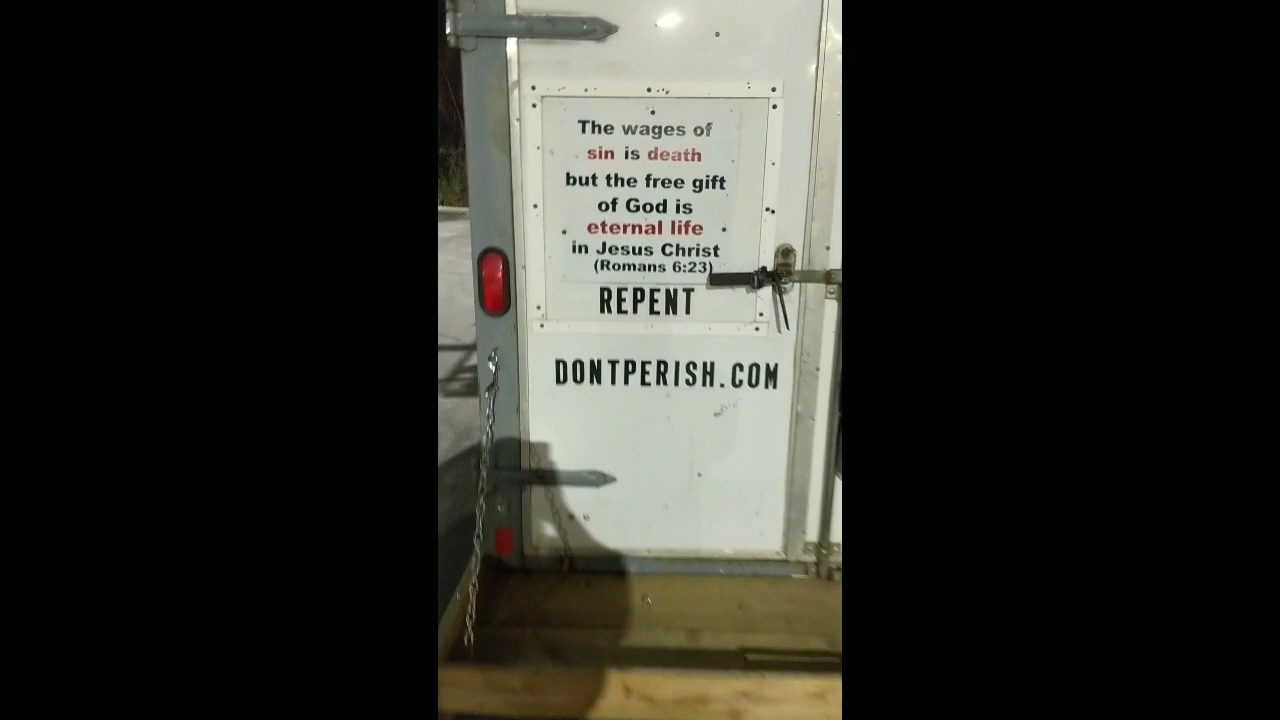 The wages of
sin is death
but the free gift
of God is
eternal life
in Jesus Christ
(Romans 6:23)
REPENT
DONTPERISH.COM